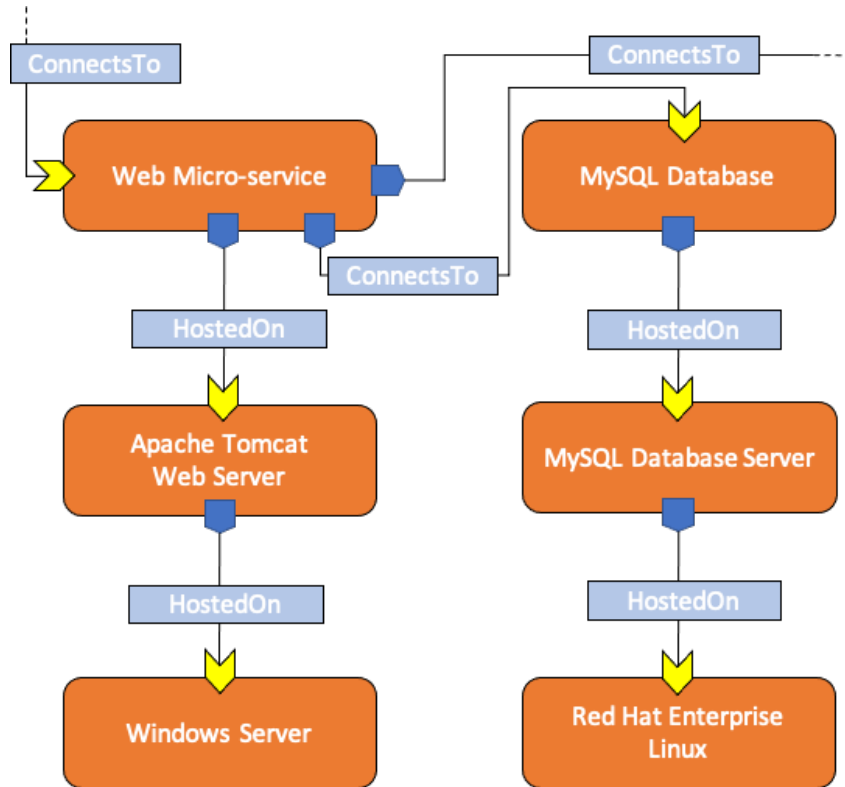 ConnectsTo
ConnectsTo
Web Micro-service
MySQL Database
ConnectsTo
HostedOn
HostedOn
Apache Tomcat
Web Server
MySQL Database Server
HostedOn
HostedOn
Windows Server
Red Hat Enterprise
Linux